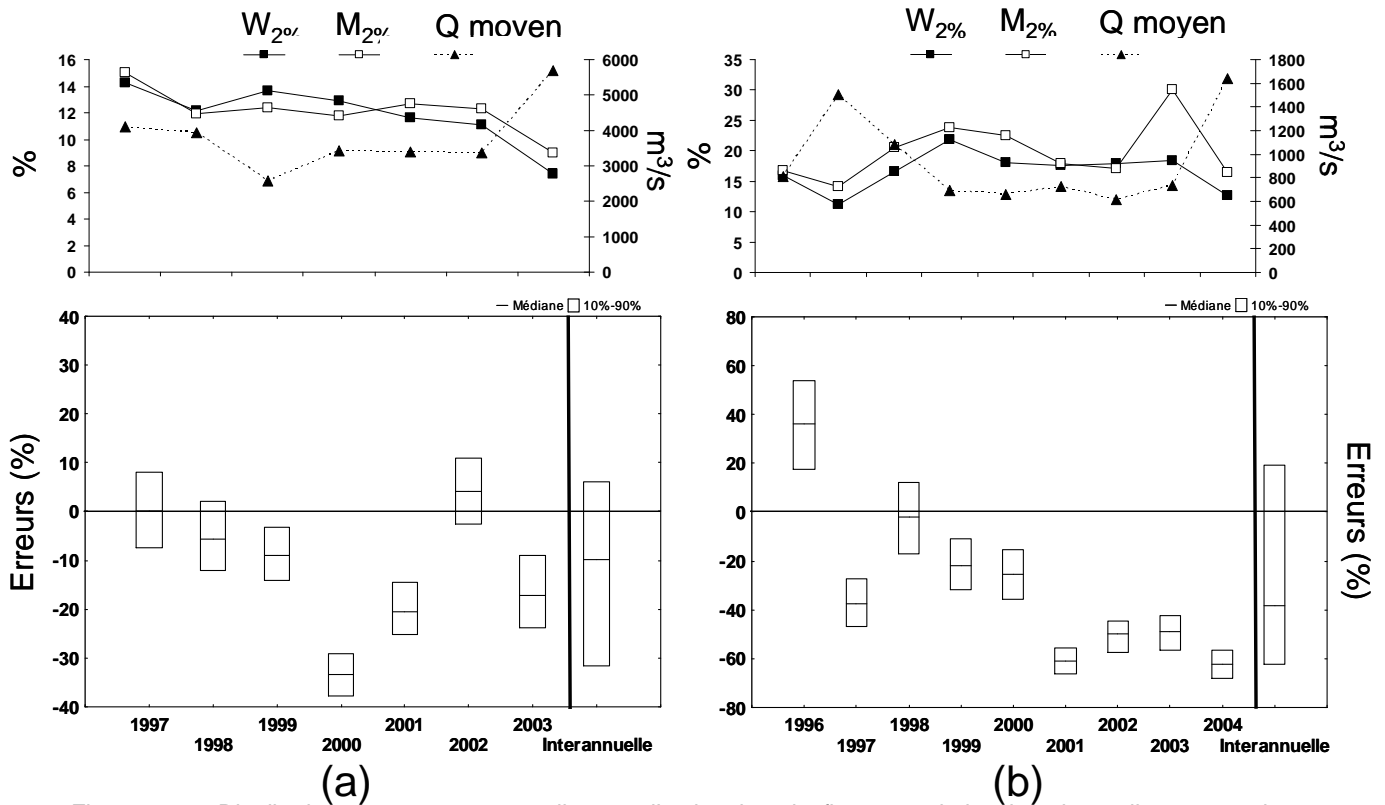 W2% M2% Q moyen
16 14 12 10 8 6 4 2 0
%
6000 5000 4000 3000 2000 1000 0
m³/s
W2% M2% Q moyen
35 30 25 20 15 10 5 0
%
1800 1600 1400 1200 1000 800 600 400 200 0
m³/s
Médiane 10%-90%
40 30 20 10 0 -10 -20 -30 -40
Erreurs (%)
1997 1998 1999 2000 2001 2002 2003 Interannuelle
(a)
Médiane 10%-90%
80 60 40 20 0 -20 -40 -60 -80
Erreurs (%)
1996 1997 1998 1999 2000 2001 2002 2003 2004 Interannuelle
(b)